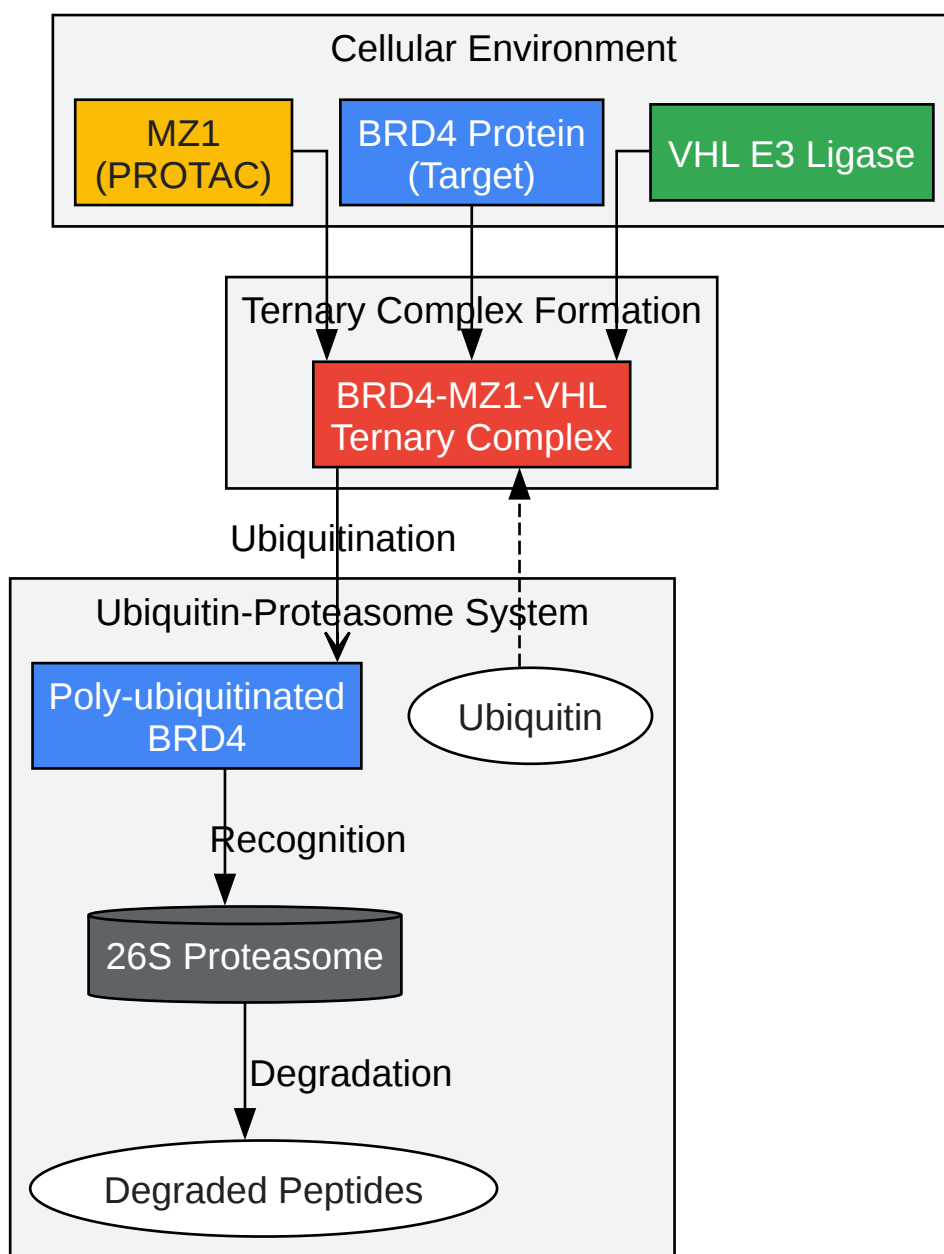 Cellular Environment
MZ1
(PROTAC)
BRD4 Protein
(Target)
VHL E3 Ligase
Ternary Complex Formation
BRD4-MZ1-VHL
Ternary Complex
Ubiquitination
Ubiquitin-Proteasome System
Poly-ubiquitinated
BRD4
Ubiquitin
Recognition
26S Proteasome
Degradation
Degraded Peptides